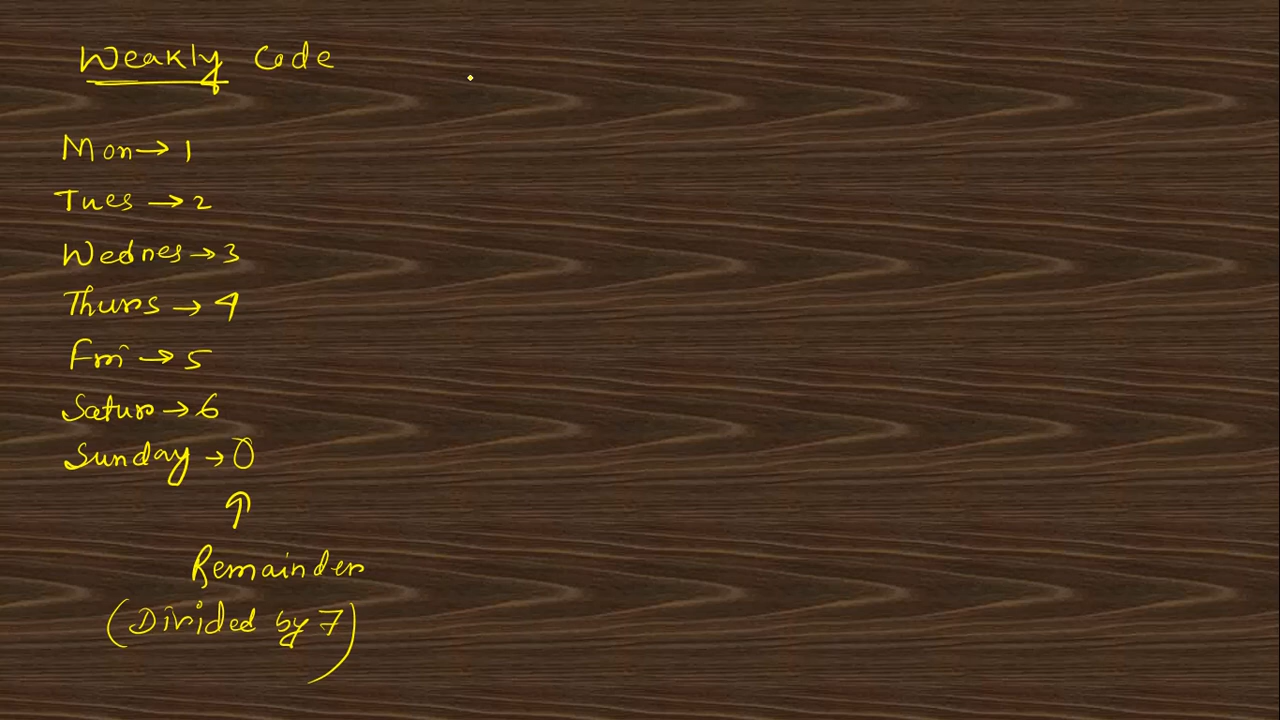 Weakly Code
Mon → 1
Tues → 2
Wednes → 3
Thurs → 4
Fri → 5
Satur → 6
Sunday → 0
↑
Remainder
(Divided by 7)